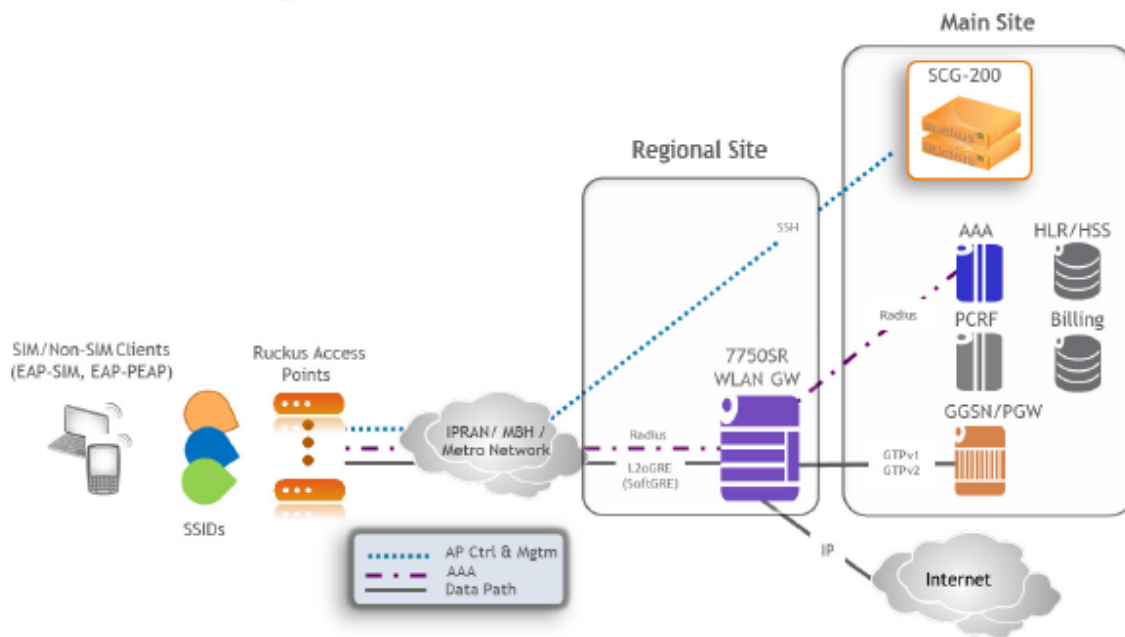 Main Site
SCG-200
Regional Site
SSH
AAA
HLR/HSS
Radius
PCRF
Billing
SIM/Non-SIM Clients
(EAP-SIM, EAP-PEAP)
Ruckus Access
Points
7750SR
WLAN GW
GGSN/PGW
IPRAN/ MBH /
Metro Network
Radius
L2oGRE
(SoftGRE)
GTPv1
GTPv2
SSIDs
AP Ctrl & Mgtm
AAA
Data Path
IP
Internet